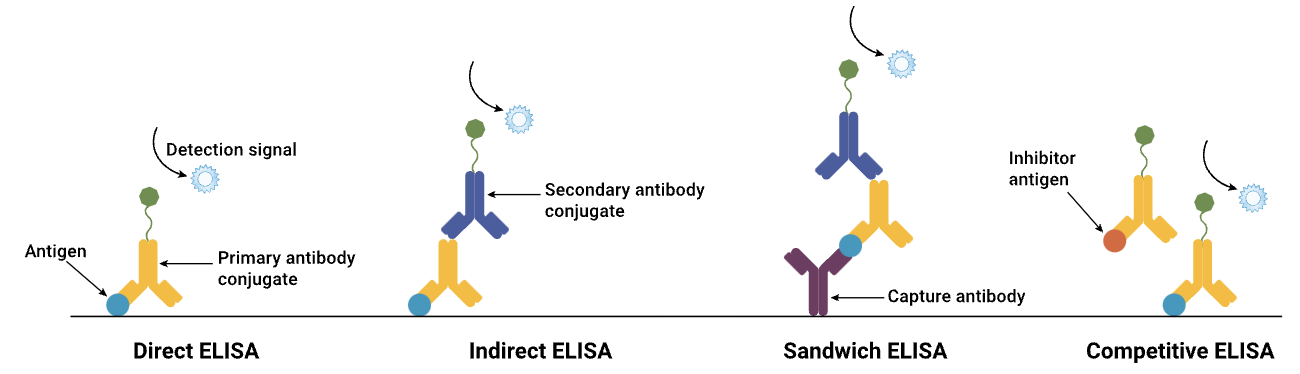 Detection signal
Antigen
Primary antibody
conjugate
Direct ELISA
Secondary antibody
conjugate
Indirect ELISA
Capture antibody
Sandwich ELISA
Inhibitor
antigen
Competitive ELISA